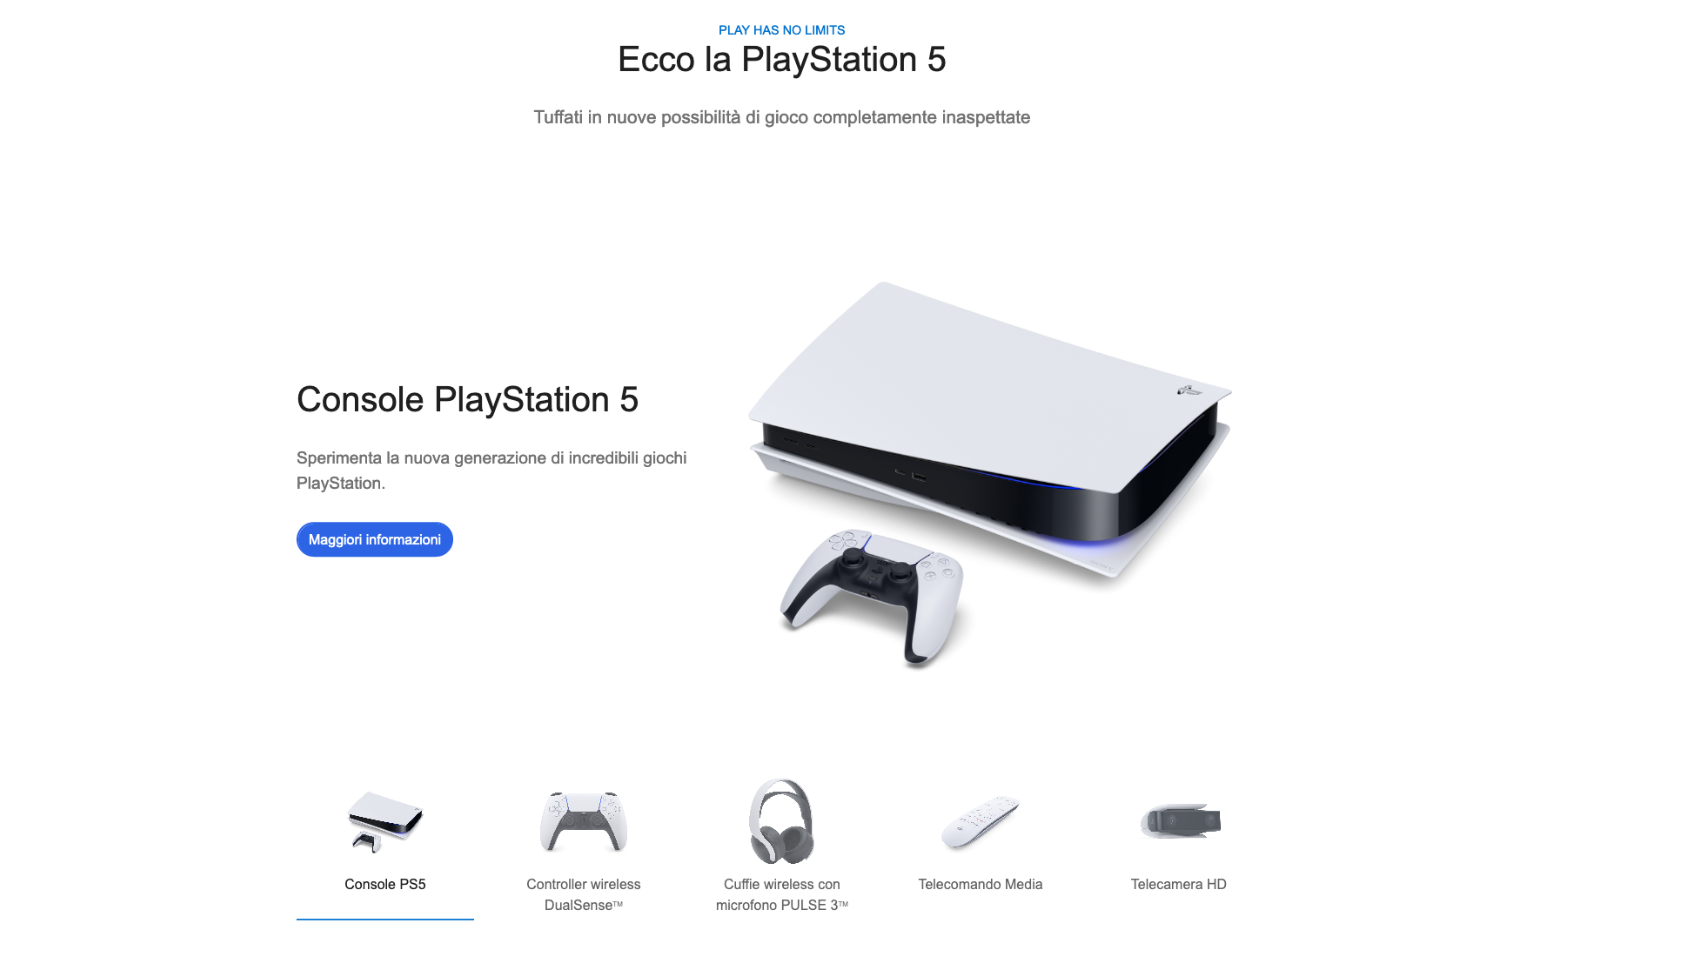 PLAY HAS NO LIMITS
Ecco la PlayStation 5
Tuffati in nuove possibilità di gioco completamente inaspettate
Console PlayStation 5
Sperimenta la nuova generazione di incredibili giochi
PlayStation.
Maggiori informazioni
Console PS5
Controller wireless
DualSense™
Cuffie wireless con
microfono PULSE 3™
Telecomando Media
Telecamera HD